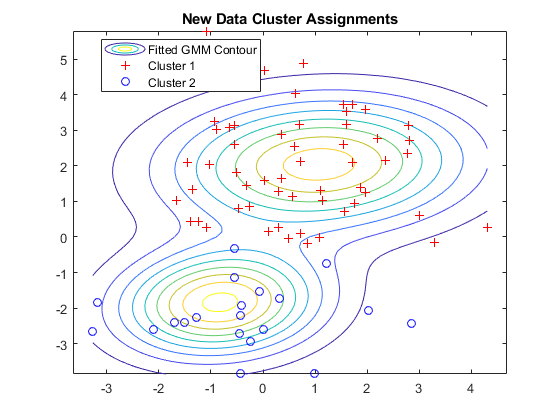 New Data Cluster Assignments
Fitted GMM Contour
Cluster 1
Cluster 2
5
4
3
2
1
0
-1
-2
-3
-3 -2 -1 0 1 2 3 4